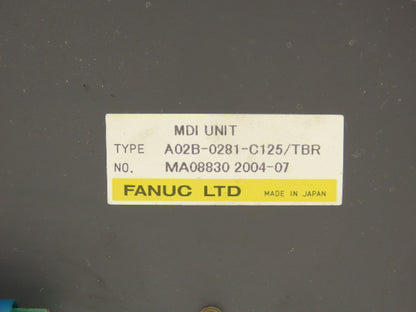 MDI UNIT
TYPE A02B-0281-C125/TBR
NO. MA08830 2004-07
FANUC LTD MADE IN JAPAN